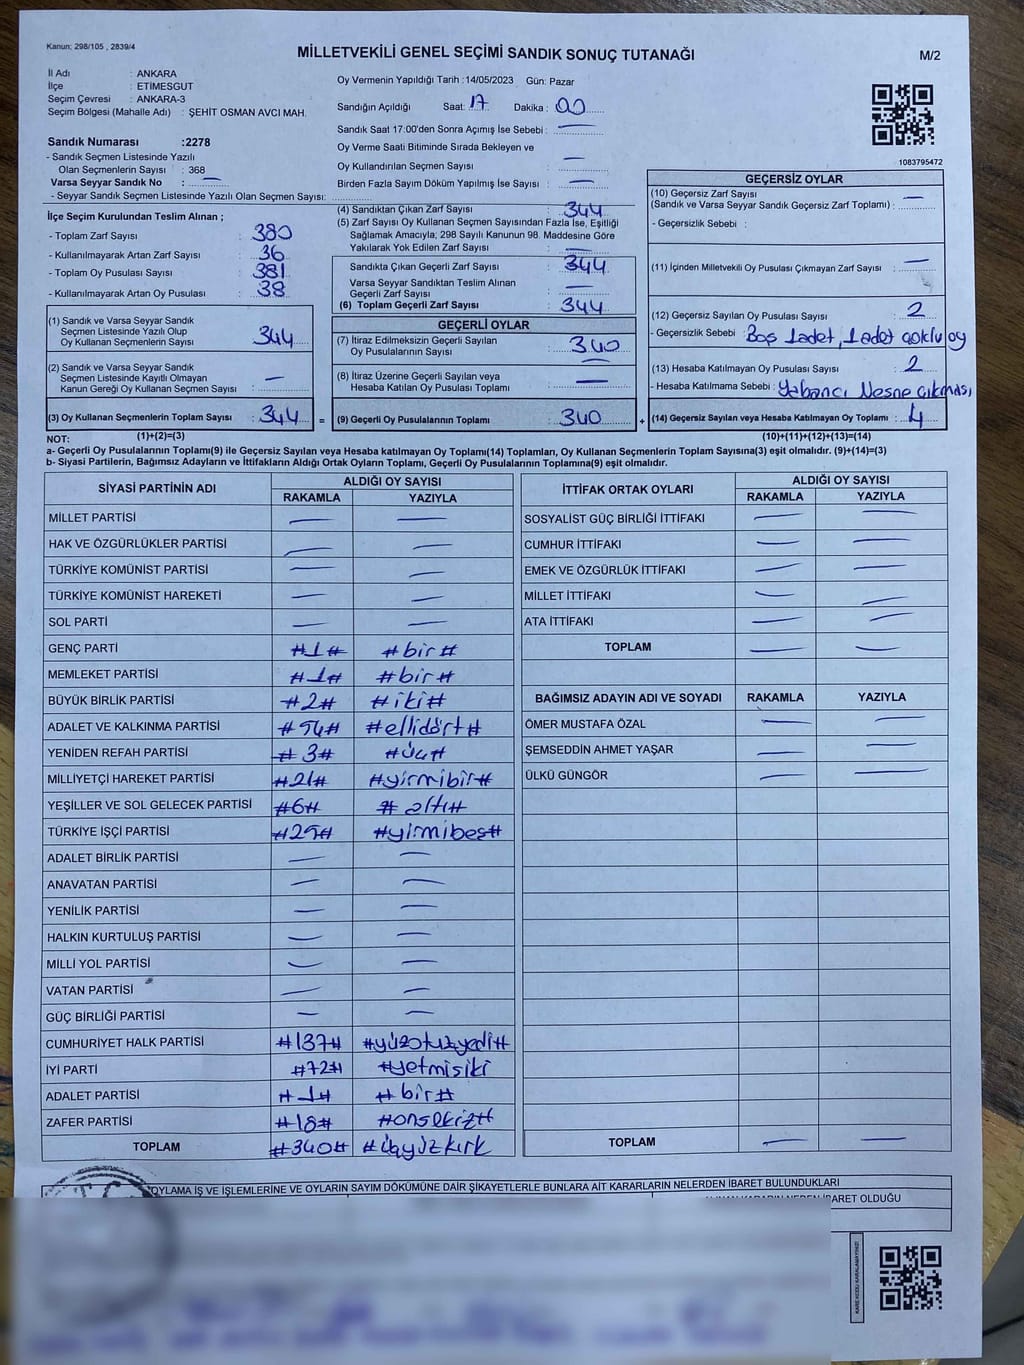 Kanun; 298/105 , 2839/4
MİLLETVEKİLİ GENEL SEÇİMİ SANDIK SONUÇ TUTANAĞI
M/2
İl Adı : ANKARA
İlçe : ETİMESGUT
Seçim Çevresi : ANKARA-3
Seçim Bölgesi (Mahalle Adı) : ŞEHİT OSMAN AVCI MAH.
Oy Vermenin Yapıldığı Tarih :14/05/2023 Gün: Pazar
Sandığın Açıldığı Saat: 17 Dakika : 00
Sandık Saat 17:00'den Sonra Açımış İse Sebebi : —
Oy Verme Saati Bitiminde Sırada Bekleyen ve
Oy Kullandırılan Seçmen Sayısı : —
Birden Fazla Sayım Döküm Yapılmış İse Sayısı : —
1083795472
Sandık Numarası :2278
- Sandık Seçmen Listesinde Yazılı
Olan Seçmenlerin Sayısı : 368
Varsa Seyyar Sandık No : —
- Seyyar Sandık Seçmen Listesinde Yazılı Olan Seçmen Sayısı:
İlçe Seçim Kurulundan Teslim Alınan ;
- Toplam Zarf Sayısı : 380
- Kullanılmayarak Artan Zarf Sayısı : 36
- Toplam Oy Pusulası Sayısı : 381
- Kullanılmayarak Artan Oy Pusulası : 38
(1) Sandık ve Varsa Seyyar Sandık
Seçmen Listesinde Yazılı Olup
Oy Kullanan Seçmenlerin Sayısı : 344
(2) Sandık ve Varsa Seyyar Sandık
Seçmen Listesinde Kayıtlı Olmayan
Kanun Gereği Oy Kullanan Seçmen Sayısı : —
(3) Oy Kullanan Seçmenlerin Toplam Sayısı : 344 =
(4) Sandıktan Çıkan Zarf Sayısı : 344
(5) Zarf Sayısı Oy Kullanan Seçmen Sayısından Fazla İse, Eşitliği
Sağlamak Amacıyla, 298 Sayılı Kanunun 98. Maddesine Göre
Yakılarak Yok Edilen Zarf Sayısı : —
Sandıkta Çıkan Geçerli Zarf Sayısı : 344
Varsa Seyyar Sandıktan Teslim Alınan
Geçerli Zarf Sayısı : —
(6) Toplam Geçerli Zarf Sayısı : 344
GEÇERLİ OYLAR
(7) İtiraz Edilmeksizin Geçerli Sayılan
Oy Pusulalarının Sayısı : 340
(8) İtiraz Üzerine Geçerli Sayılan veya
Hesaba Katılan Oy Pusulası Toplamı : —
(9) Geçerli Oy Pusulalarının Toplamı : 340 +
GEÇERSİZ OYLAR
(10) Geçersiz Zarf Sayısı
(Sandık ve Varsa Seyyar Sandık Geçersiz Zarf Toplamı) : —
- Geçersizlik Sebebi :
(11) İçinden Milletvekili Oy Pusulası Çıkmayan Zarf Sayısı : —
(12) Geçersiz Sayılan Oy Pusulası Sayısı : 2
- Geçersizlik Sebebi : Boş 1adet, 1adet çoklu oy
(13) Hesaba Katılmayan Oy Pusulası Sayısı : 2
- Hesaba Katılmama Sebebi : Yabancı Nesne çıkması
(14) Geçersiz Sayılan veya Hesaba Katılmayan Oy Toplamı : 4
NOT: (1)+(2)=(3)
(10)+(11)+(12)+(13)=(14)
a- Geçerli Oy Pusulalarının Toplamı(9) ile Geçersiz Sayılan veya Hesaba katılmayan Oy Toplamı(14) Toplamları, Oy Kullanan Seçmenlerin Toplam Sayısına(3) eşit olmalıdır. (9)+(14)=(3)
b- Siyasi Partilerin, Bağımsız Adayların ve İttifakların Aldığı Ortak Oyların Toplamı, Geçerli Oy Pusulalarının Toplamına(9) eşit olmalıdır.
SİYASİ PARTİNİN ADI ALDIĞI OY SAYISI
RAKAMLA YAZIYLA
MİLLET PARTİSİ — —
HAK VE ÖZGÜRLÜKLER PARTİSİ — —
TÜRKİYE KOMÜNİST PARTİSİ — —
TÜRKİYE KOMÜNİST HAREKETİ — —
SOL PARTİ — —
GENÇ PARTİ #1# #bir#
MEMLEKET PARTİSİ #1# #bir#
BÜYÜK BİRLİK PARTİSİ #2# #iki#
ADALET VE KALKINMA PARTİSİ #54# #ellidört#
YENİDEN REFAH PARTİSİ #3# #üç#
MİLLİYETÇİ HAREKET PARTİSİ #21# #yirmibir#
YEŞİLLER VE SOL GELECEK PARTİSİ #6# #altı#
TÜRKİYE İŞÇİ PARTİSİ #25# #yirmibeş#
ADALET BİRLİK PARTİSİ — —
ANAVATAN PARTİSİ — —
YENİLİK PARTİSİ — —
HALKIN KURTULUŞ PARTİSİ — —
MİLLİ YOL PARTİSİ — —
VATAN PARTİSİ — —
GÜÇ BİRLİĞİ PARTİSİ — —
CUMHURİYET HALK PARTİSİ #137# #yüzotuzyedi#
İYİ PARTİ #72# #yetmişiki
ADALET PARTİSİ #1# #bir#
ZAFER PARTİSİ #18# #onsekiz#
TOPLAM #340# #üçyüzkırk
İTTİFAK ORTAK OYLARI ALDIĞI OY SAYISI
RAKAMLA YAZIYLA
SOSYALİST GÜÇ BİRLİĞİ İTTİFAKI — —
CUMHUR İTTİFAKI — —
EMEK VE ÖZGÜRLÜK İTTİFAKI — —
MİLLET İTTİFAKI — —
ATA İTTİFAKI — —
TOPLAM — —
BAĞIMSIZ ADAYIN ADI VE SOYADI RAKAMLA YAZIYLA
ÖMER MUSTAFA ÖZAL — —
ŞEMSEDDİN AHMET YAŞAR — —
ÜLKÜ GÜNGÖR — —
TOPLAM — —
OYLAMA İŞ VE İŞLEMLERİNE VE OYLARIN SAYIM DÖKÜMÜNE DAİR ŞİKAYETLERLE BUNLARA AİT KARARLARIN NELERDEN İBARET BULUNDUKLARI
İBARET OLDUĞU
KARE KODU KARALAMAYINIZ!